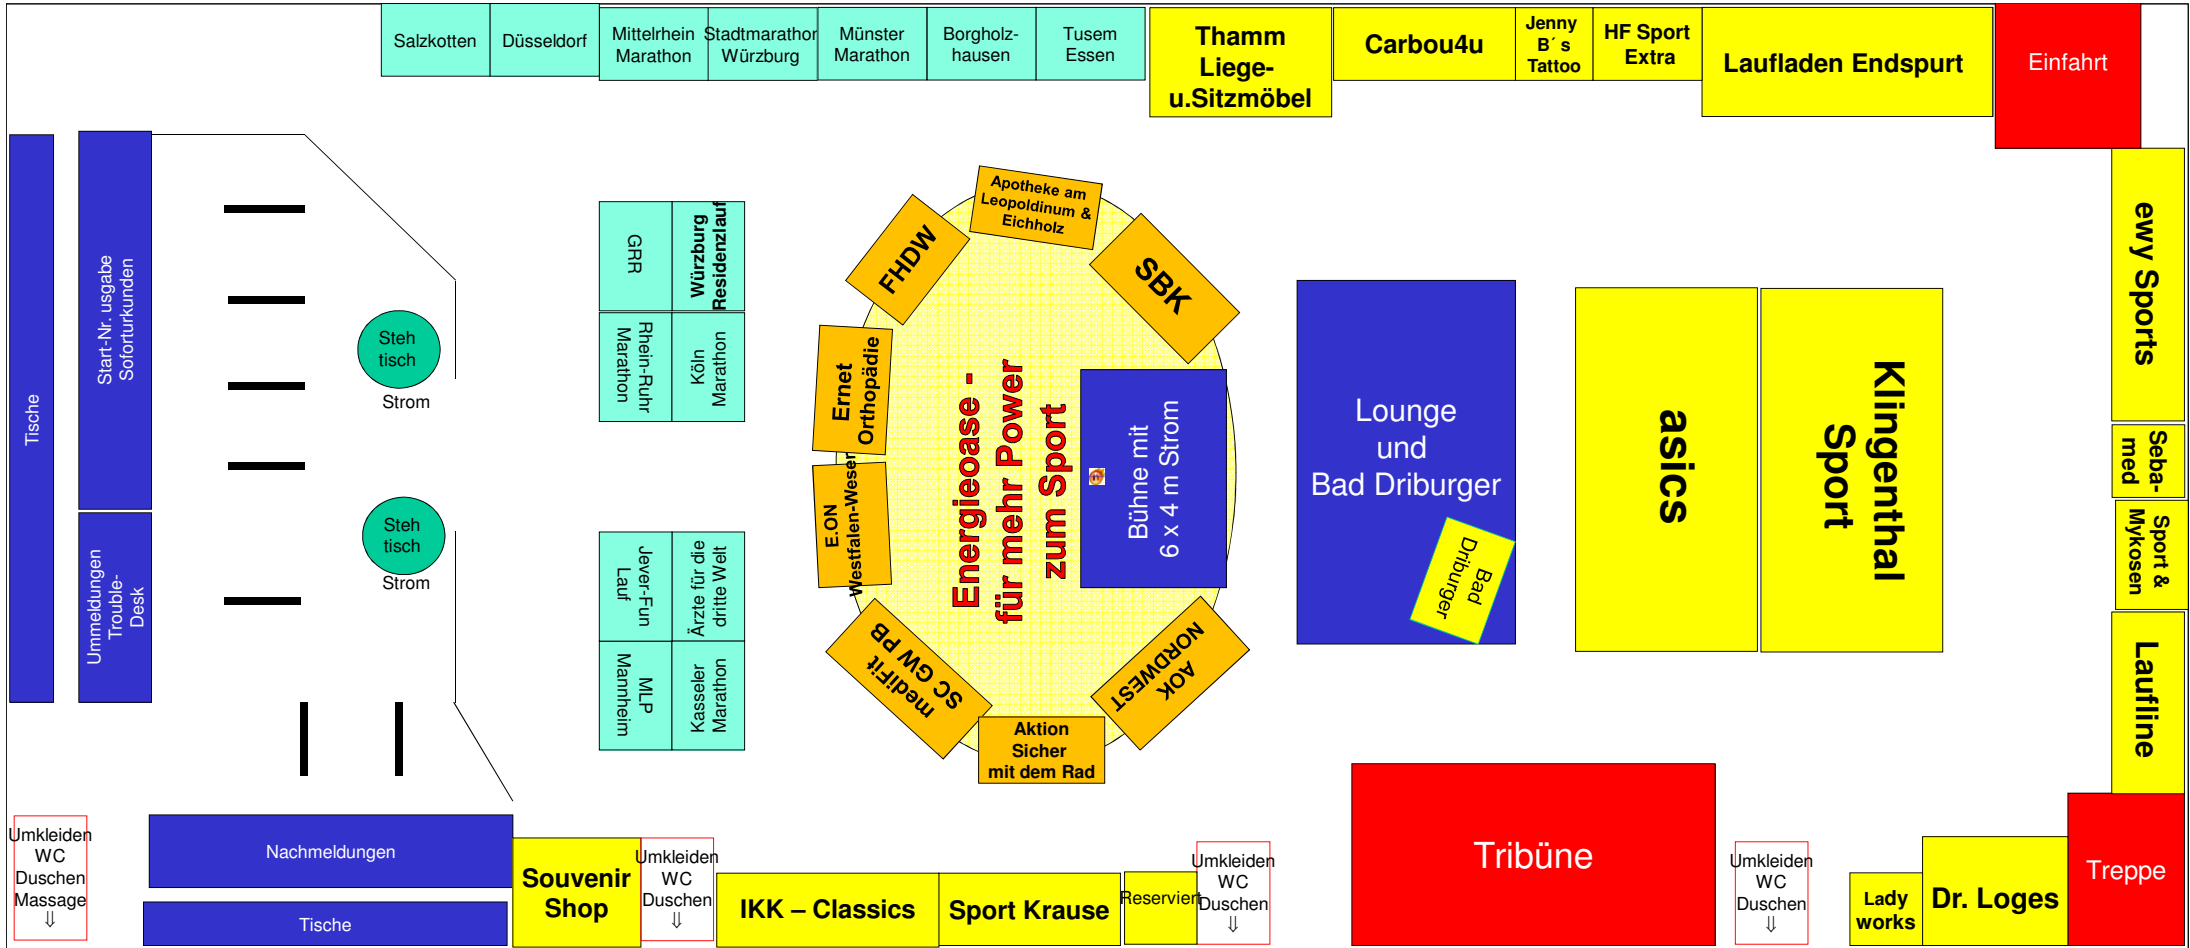 Salzkotten
Düsseldorf
Mittelrhein
Marathon
Stadtmarathon
Würzburg
Münster
Marathon
Borgholz-
hausen
Tusem
Essen
Thamm
Liege-
u.Sitzmöbel
Carbou4u
Jenny
B´s
Tattoo
HF Sport
Extra
Laufladen Endspurt
Einfahrt
Tische
Start-Nr. ausgabe
Soforturkunden
Ummeldungen
Trouble-
Desk
Steh
tisch
Strom
Steh
tisch
Strom
GRR
Würzburg
Residenzlauf
Rhein-Ruhr
Marathon
Köln
Marathon
Jever-Fun
Lauf
Ärzte für die
dritte Welt
MLP
Mannheim
Kasseler
Marathon
Apotheke am
Leopoldinum &
Eichholz
FHDW
SBK
Ernet
Orthopädie
E.ON
Westfalen-Weser
mediFit
SC GW PB
Aktion
Sicher
mit dem Rad
AOK
NORDWEST
Energieoase -
für mehr Power
zum Sport
Bühne mit
6 x 4 m Strom
Lounge
und
Bad Driburger
Bad
Driburger
asics
Klingenthal
Sport
ewy Sports
Seba-
med
Sport &
Mykosen
Laufline
Umkleiden
WC
Duschen
Massage
⇓
Nachmeldungen
Tische
Souvenir
Shop
Umkleiden
WC
Duschen
⇓
IKK – Classics
Sport Krause
Reserviert
Umkleiden
WC
Duschen
⇓
Tribüne
Umkleiden
WC
Duschen
⇓
Lady
works
Dr. Loges
Treppe